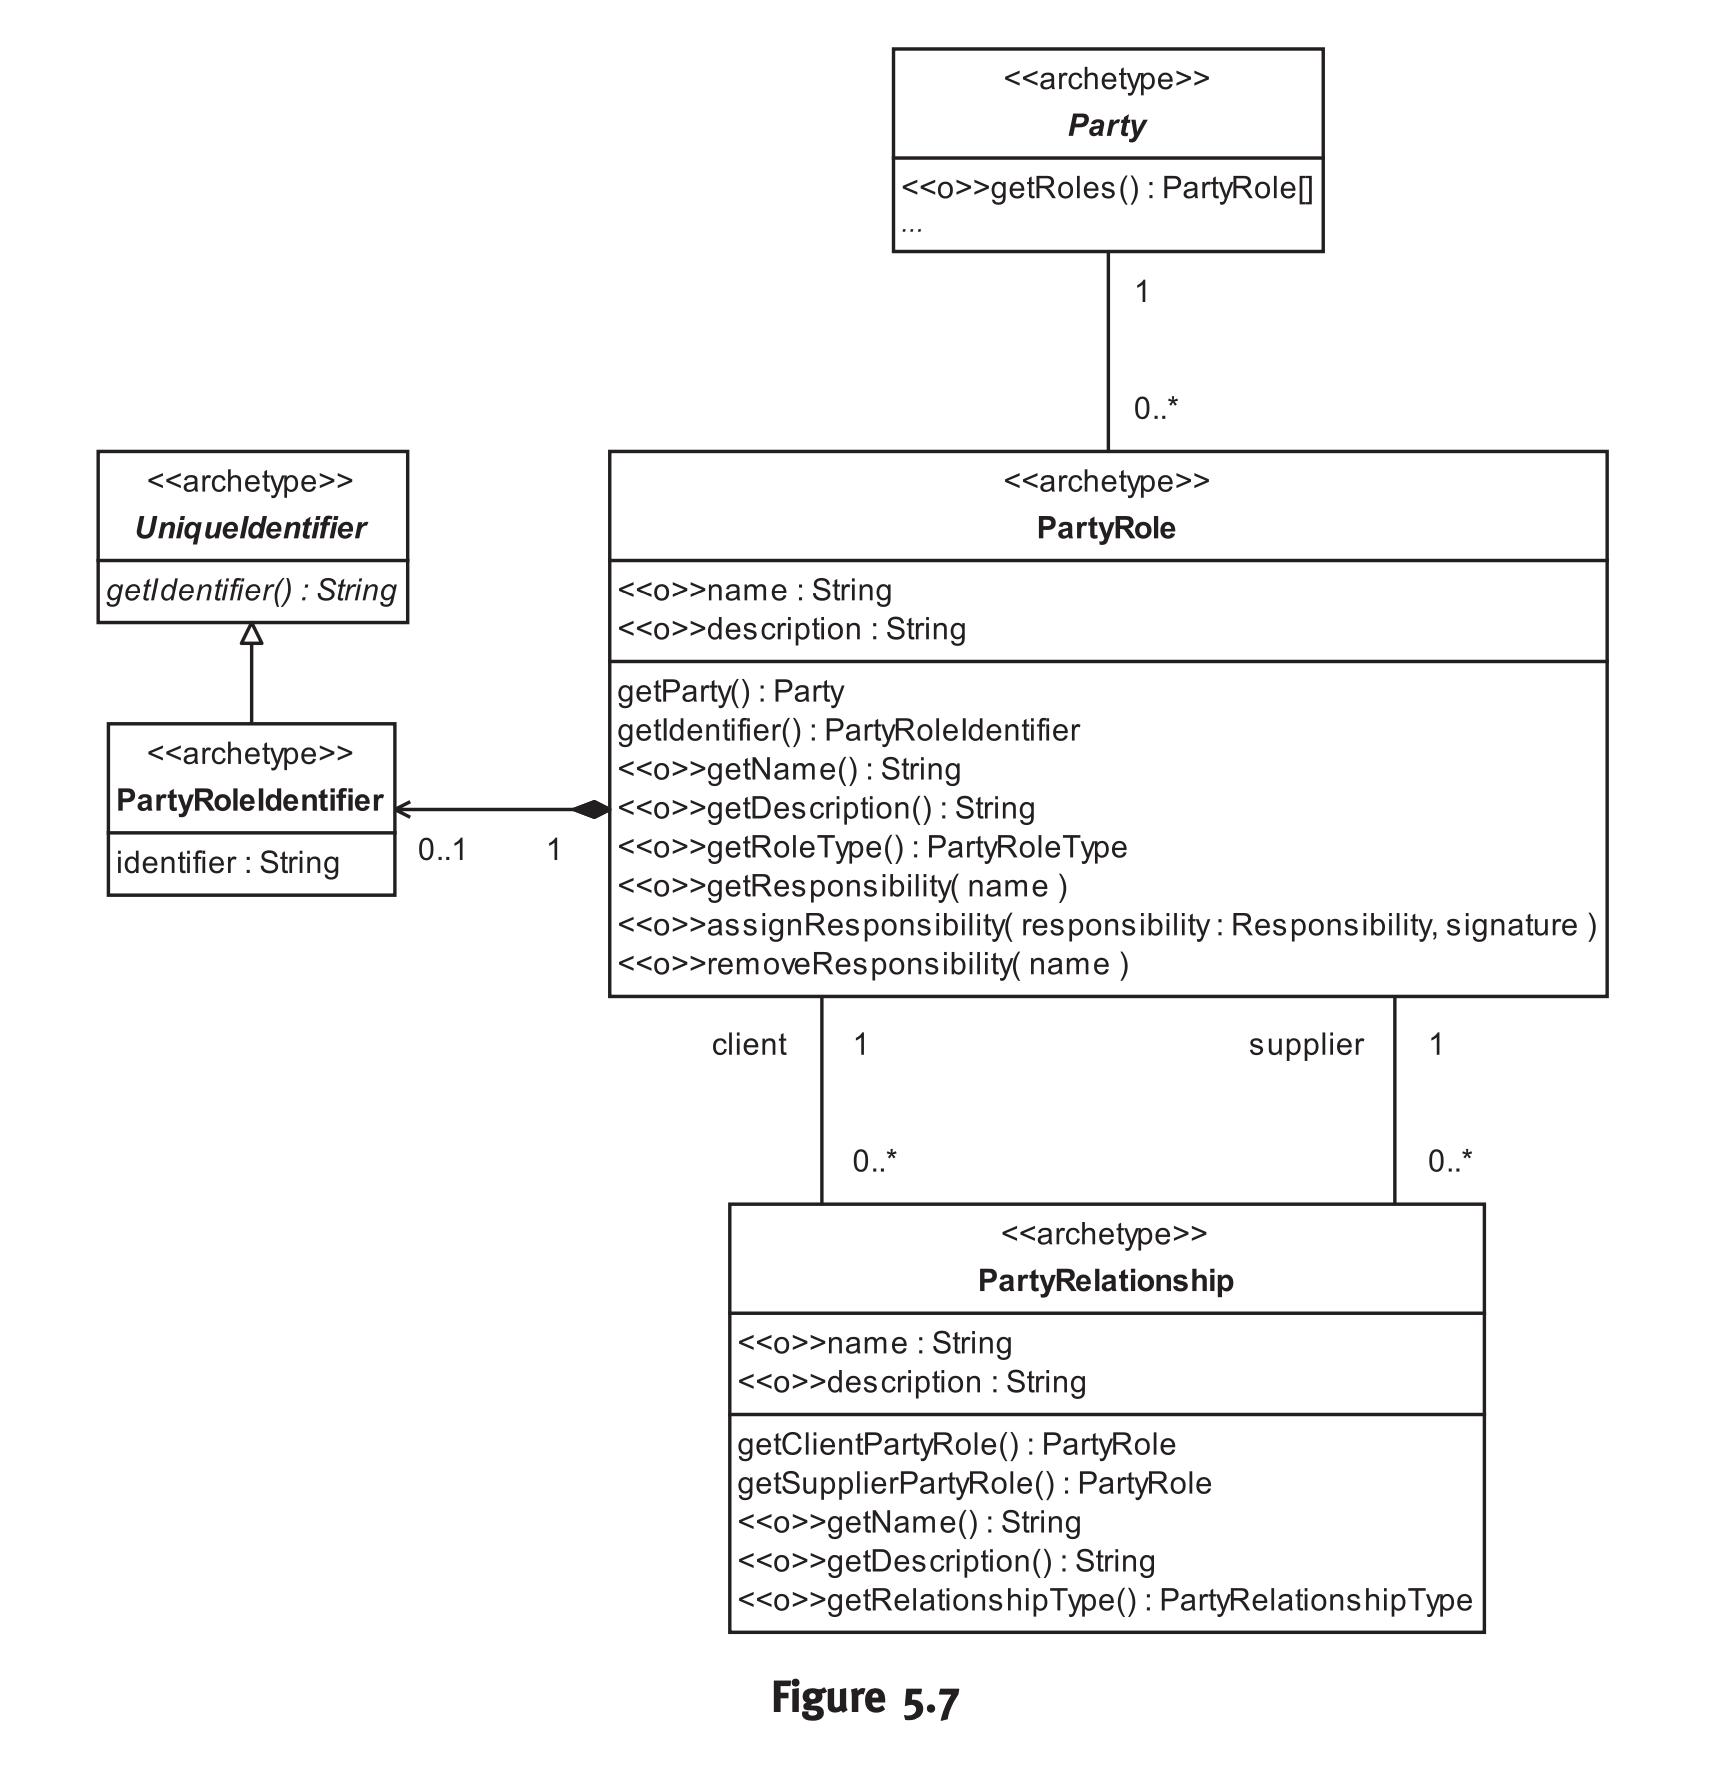 <<archetype>>
Party
<<o>>getRoles() : PartyRole[]
...
1
0..*
<<archetype>>
UniqueIdentifier
getIdentifier() : String
<<archetype>>
PartyRoleIdentifier
identifier : String
0..1
1
<<archetype>>
PartyRole
<<o>>name : String
<<o>>description : String
getParty() : Party
getIdentifier() : PartyRoleIdentifier
<<o>>getName() : String
<<o>>getDescription() : String
<<o>>getRoleType() : PartyRoleType
<<o>>getResponsibility( name )
<<o>>assignResponsibility( responsibility : Responsibility, signature )
<<o>>removeResponsibility( name )
client
1
supplier
1
0..*
0..*
<<archetype>>
PartyRelationship
<<o>>name : String
<<o>>description : String
getClientPartyRole() : PartyRole
getSupplierPartyRole() : PartyRole
<<o>>getName() : String
<<o>>getDescription() : String
<<o>>getRelationshipType() : PartyRelationshipType
Figure 5.7